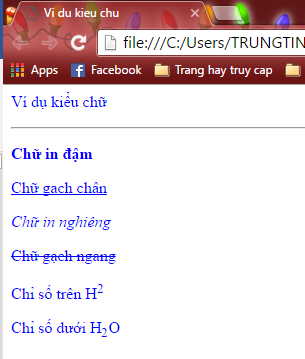 Ví dụ kieu chu
file:///C:/Users/TRUNGTIN
Apps Facebook Trang hay truy cap
Ví dụ kiểu chữ
Chữ in đậm
Chữ gạch chân
Chữ in nghiêng
Chữ gạch ngang
Chỉ số trên H²
Chỉ số dưới H₂O